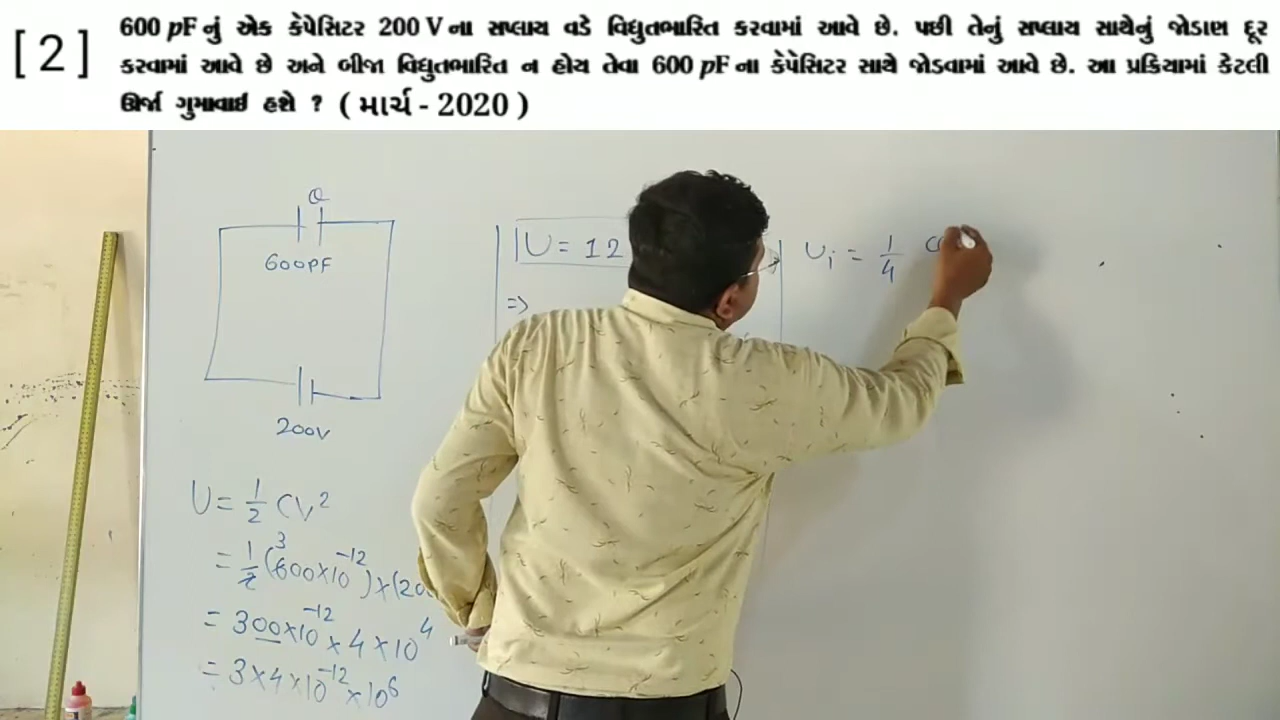 [2] 600 pF નું એક કેપેસિટર 200 V ના સપ્લાય વડે વિદ્યુતભારિત કરવામાં આવે છે. પછી તેનું સપ્લાય સાથેનું જોડાણ દૂર
કરવામાં આવે છે અને બીજા વિદ્યુતભારિત ન હોય તેવા 600 pF ના કેપેસિટર સાથે જોડવામાં આવે છે. આ પ્રક્રિયામાં કેટલી
ઊર્જા ગુમાવાઈ હશે ? ( માર્ચ - 2020 )
Q
600PF
200V
U = 1/2 CV²
= 1/2 (600×10⁻¹² 3 )×(20
= 300×10⁻¹² × 4 × 10⁴
= 3×4×10⁻¹² × 10⁶
U = 12
=>
Uᵢ = 1/4 C